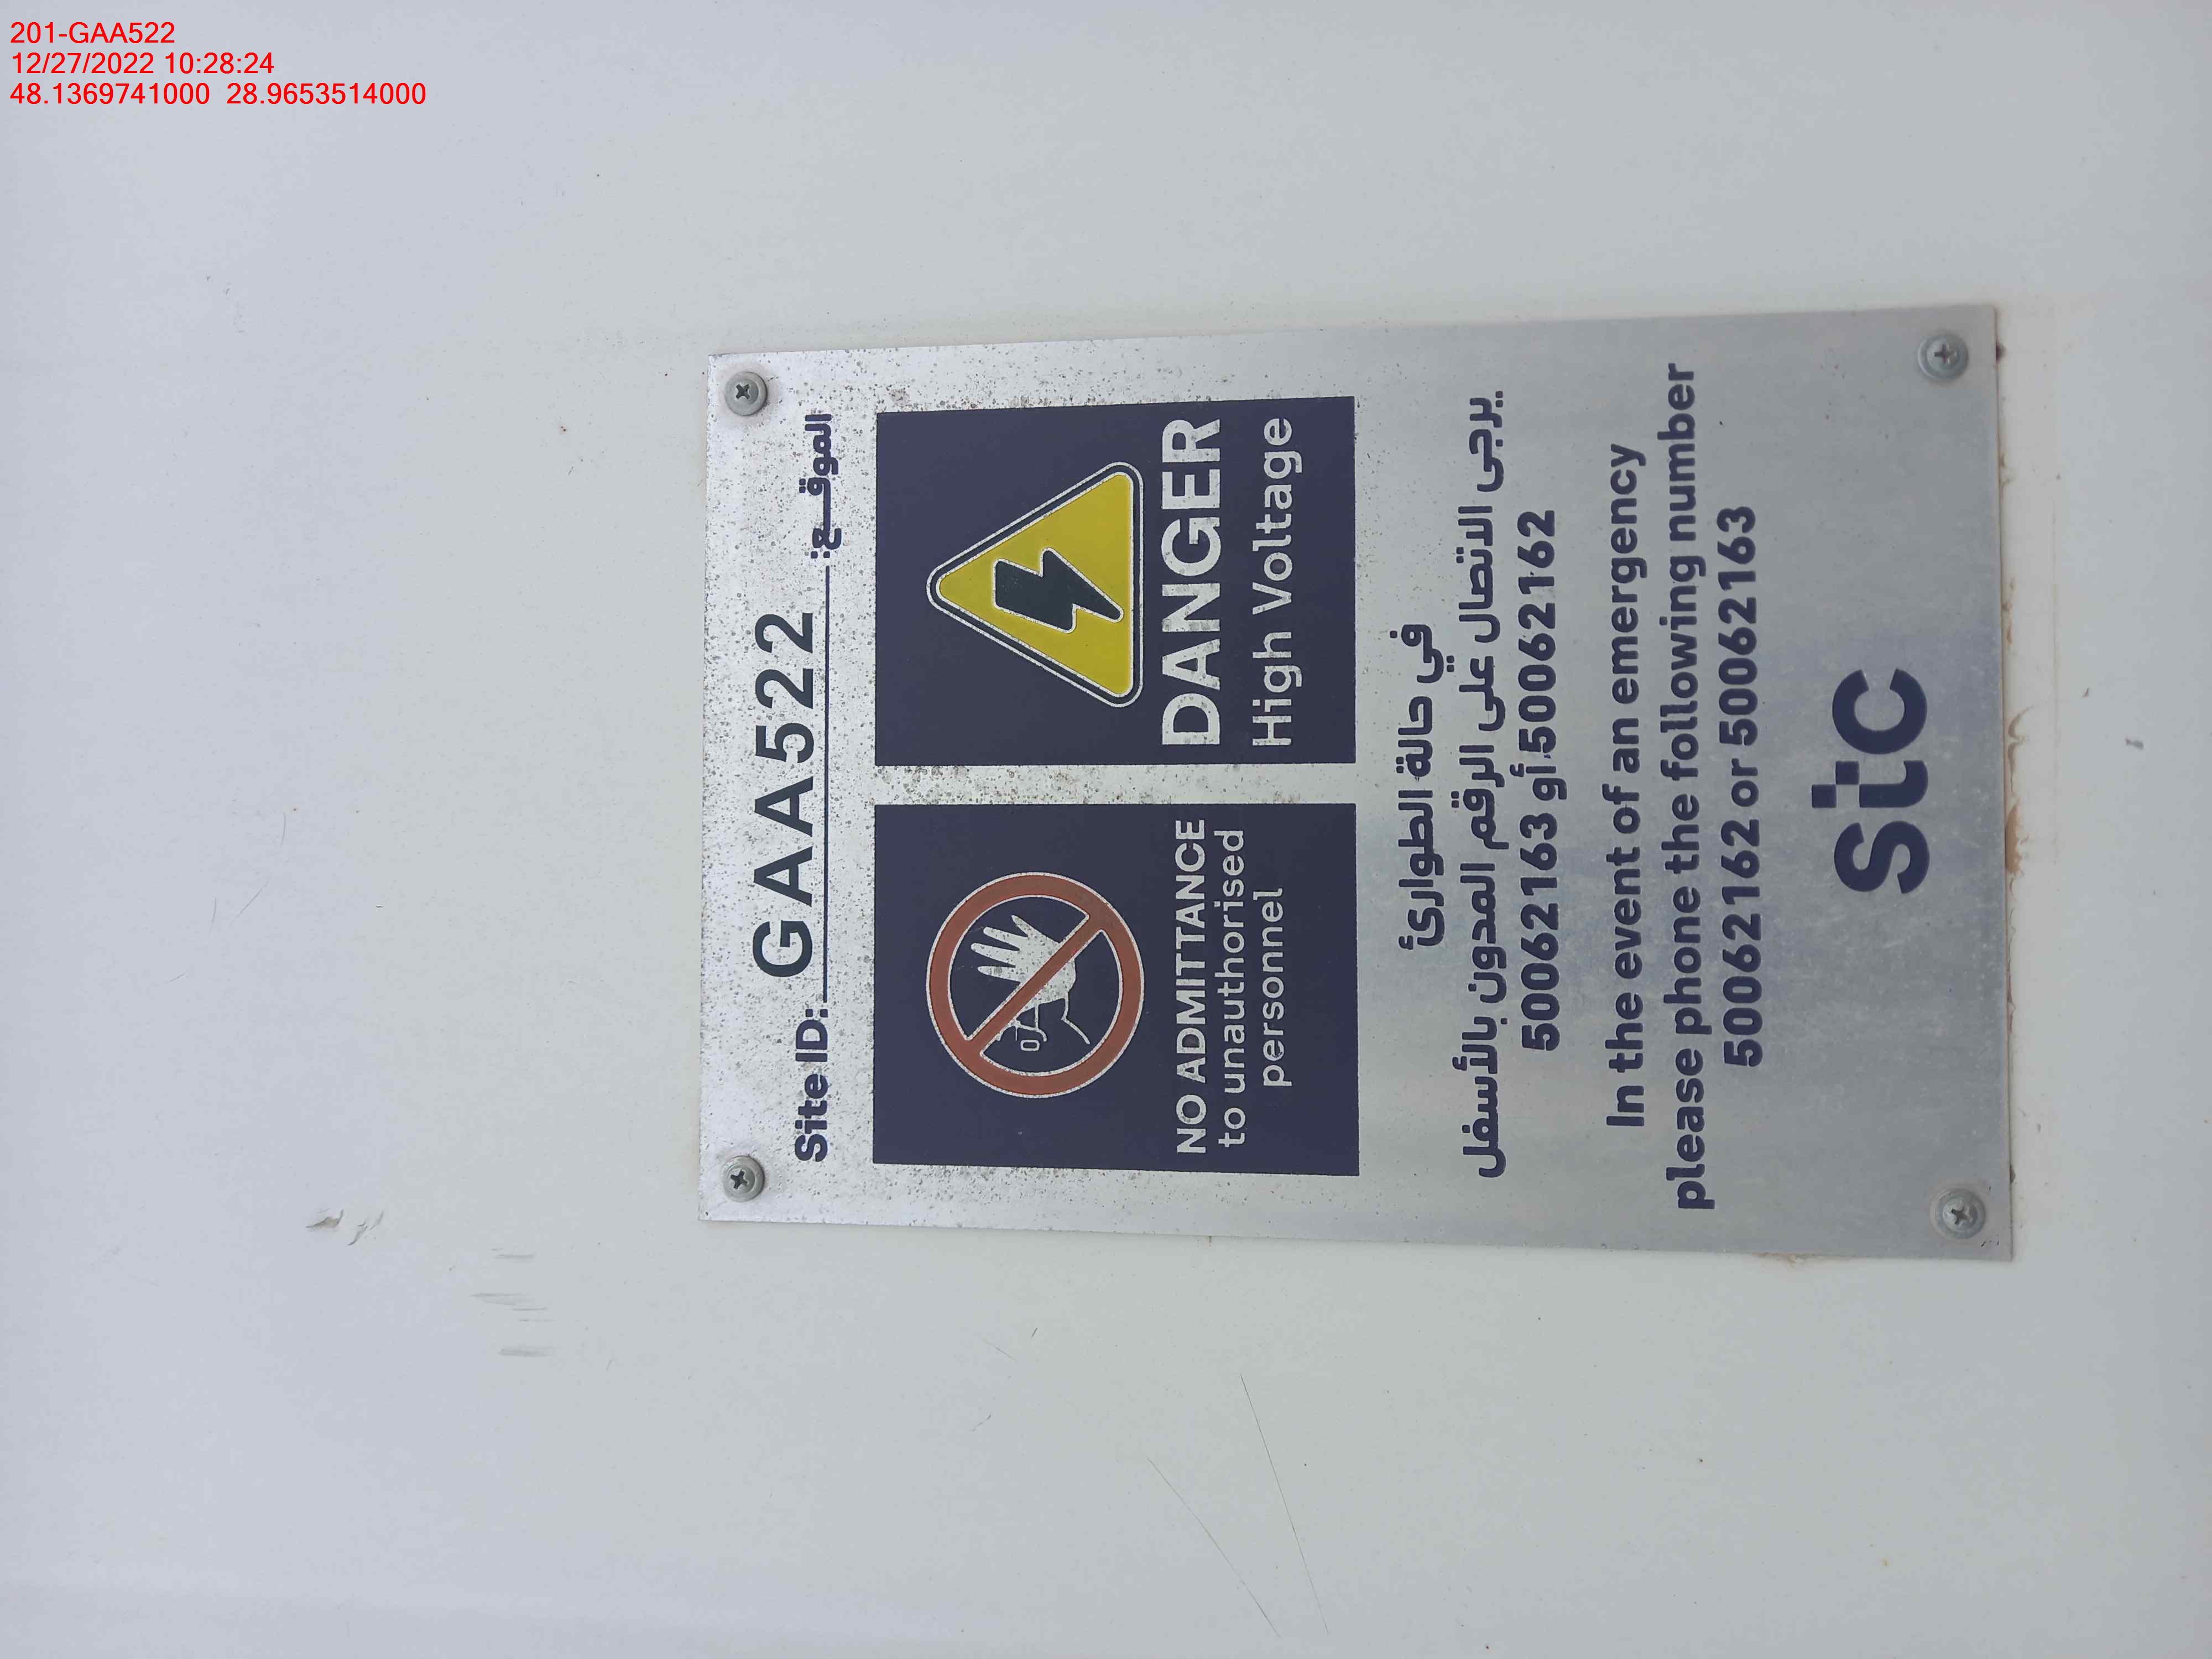 201-GAA522
12/27/2022 10:28:24
48.1369741000 28.9653514000
Site ID: GAA522 الموقــع:
NO ADMITTANCE
to unauthorised
personnel
DANGER
High Voltage
في حالة الطوارئ
يرجى الاتصال على الرقم المدون بالأسفل
50062163 أو 50062162
In the event of an emergency
please phone the following number
50062162 or 50062163
stc